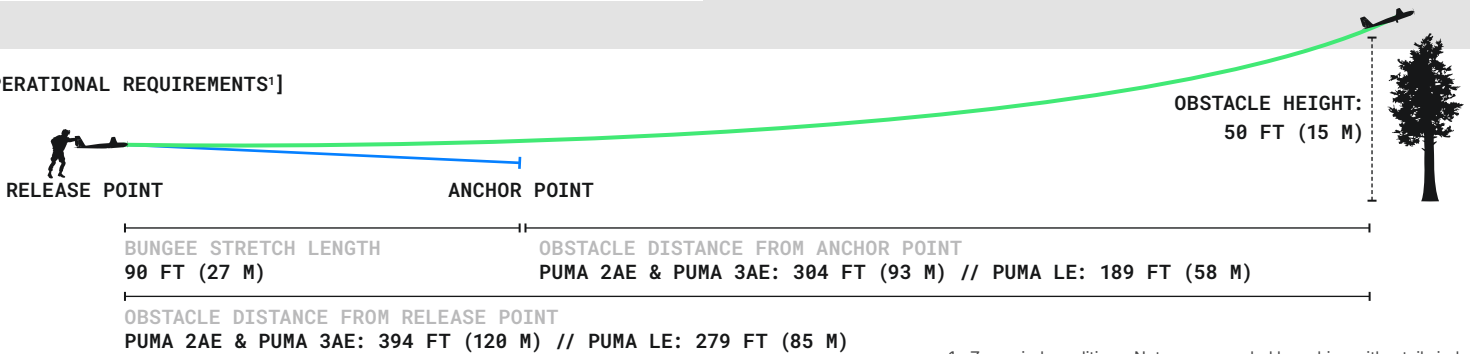 PERATIONAL REQUIREMENTS¹]
OBSTACLE HEIGHT:
50 FT (15 M)
RELEASE POINT
ANCHOR POINT
BUNGEE STRETCH LENGTH
90 FT (27 M)
OBSTACLE DISTANCE FROM ANCHOR POINT
PUMA 2AE & PUMA 3AE: 304 FT (93 M) // PUMA LE: 189 FT (58 M)
OBSTACLE DISTANCE FROM RELEASE POINT
PUMA 2AE & PUMA 3AE: 394 FT (120 M) // PUMA LE: 279 FT (85 M)